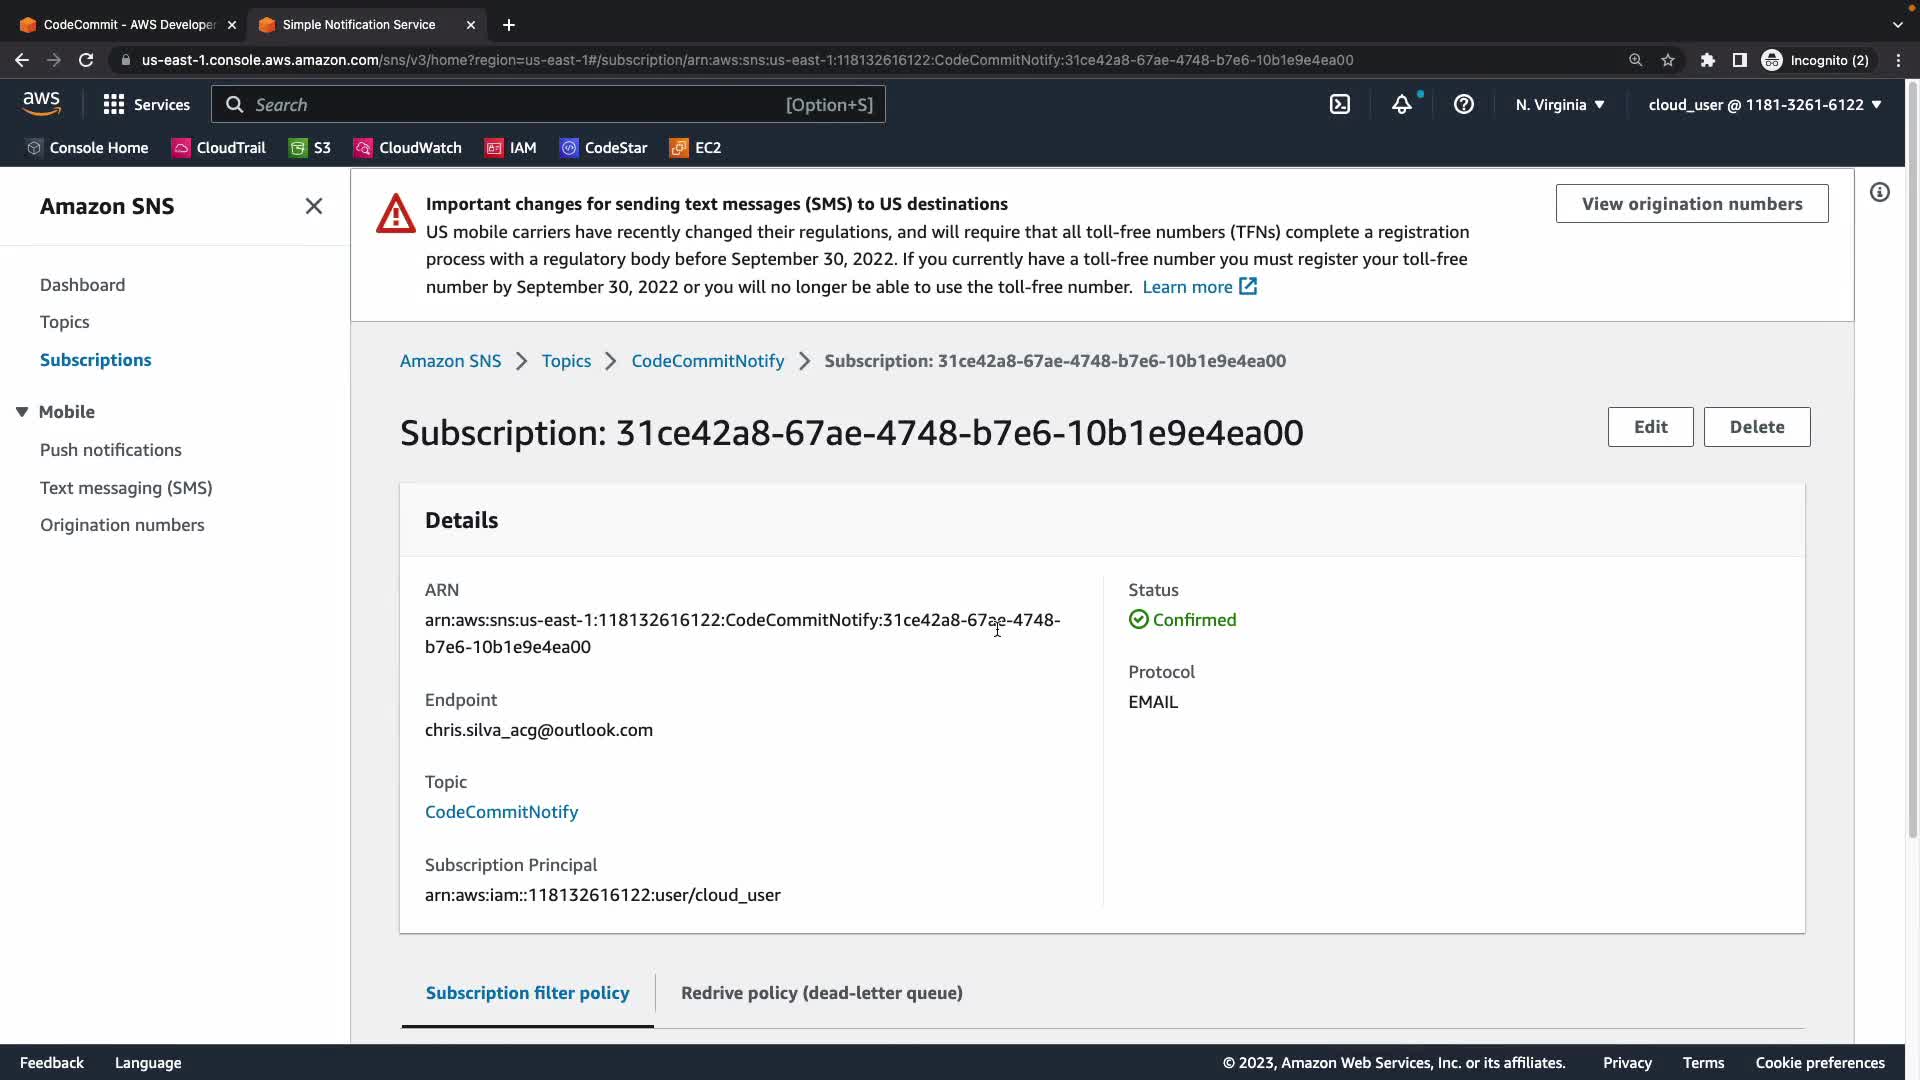 CodeCommit - AWS Developer
Simple Notification Service
us-east-1.console.aws.amazon.com/sns/v3/home?region=us-east-1#/subscription/arn:aws:sns:us-east-1:118132616122:CodeCommitNotify:31ce42a8-67ae-4748-b7e6-10b1e9e4ea00
Incognito (2)
aws
Services
Search
[Option+S]
N. Virginia
cloud_user @ 1181-3261-6122
Console Home
CloudTrail
S3
CloudWatch
IAM
CodeStar
EC2
Amazon SNS
Dashboard
Topics
Subscriptions
Mobile
Push notifications
Text messaging (SMS)
Origination numbers
Important changes for sending text messages (SMS) to US destinations
US mobile carriers have recently changed their regulations, and will require that all toll-free numbers (TFNs) complete a registration
process with a regulatory body before September 30, 2022. If you currently have a toll-free number you must register your toll-free
number by September 30, 2022 or you will no longer be able to use the toll-free number. Learn more
View origination numbers
Amazon SNS > Topics > CodeCommitNotify > Subscription: 31ce42a8-67ae-4748-b7e6-10b1e9e4ea00
Subscription: 31ce42a8-67ae-4748-b7e6-10b1e9e4ea00
Edit
Delete
Details
ARN
arn:aws:sns:us-east-1:118132616122:CodeCommitNotify:31ce42a8-67ae-4748-
b7e6-10b1e9e4ea00
Endpoint
chris.silva_acg@outlook.com
Topic
CodeCommitNotify
Subscription Principal
arn:aws:iam::118132616122:user/cloud_user
Status
Confirmed
Protocol
EMAIL
Subscription filter policy
Redrive policy (dead-letter queue)
Feedback
Language
© 2023, Amazon Web Services, Inc. or its affiliates.
Privacy
Terms
Cookie preferences